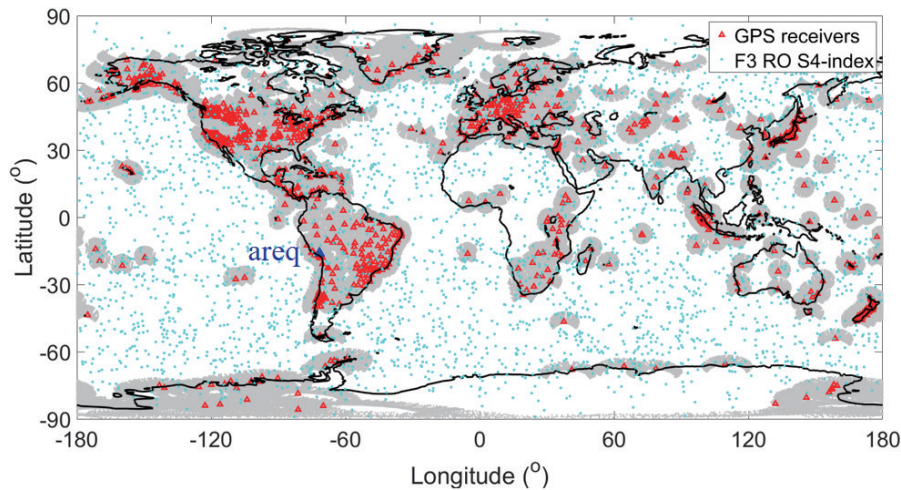 90
60
30
0
-30
-60
-90
Latitude (°)
-180
-120
-60
0
60
120
180
Longitude (°)
GPS receivers
F3 RO S4-index
areq